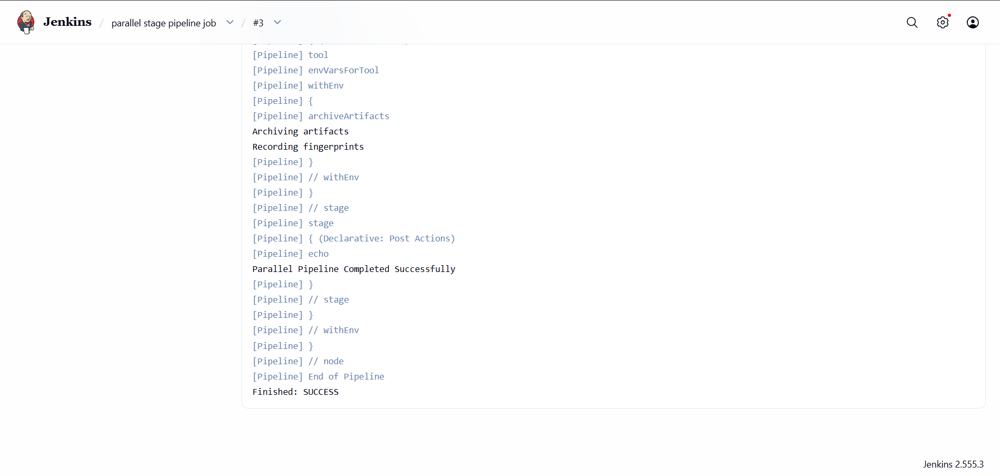 Jenkins / parallel stage pipeline job / #3
[Pipeline] tool
[Pipeline] envVarsForTool
[Pipeline] withEnv
[Pipeline] {
[Pipeline] archiveArtifacts
Archiving artifacts
Recording fingerprints
[Pipeline] }
[Pipeline] // withEnv
[Pipeline] }
[Pipeline] // stage
[Pipeline] stage
[Pipeline] { (Declarative: Post Actions)
[Pipeline] echo
Parallel Pipeline Completed Successfully
[Pipeline] }
[Pipeline] // stage
[Pipeline] }
[Pipeline] // withEnv
[Pipeline] }
[Pipeline] // node
[Pipeline] End of Pipeline
Finished: SUCCESS
Jenkins 2.555.3